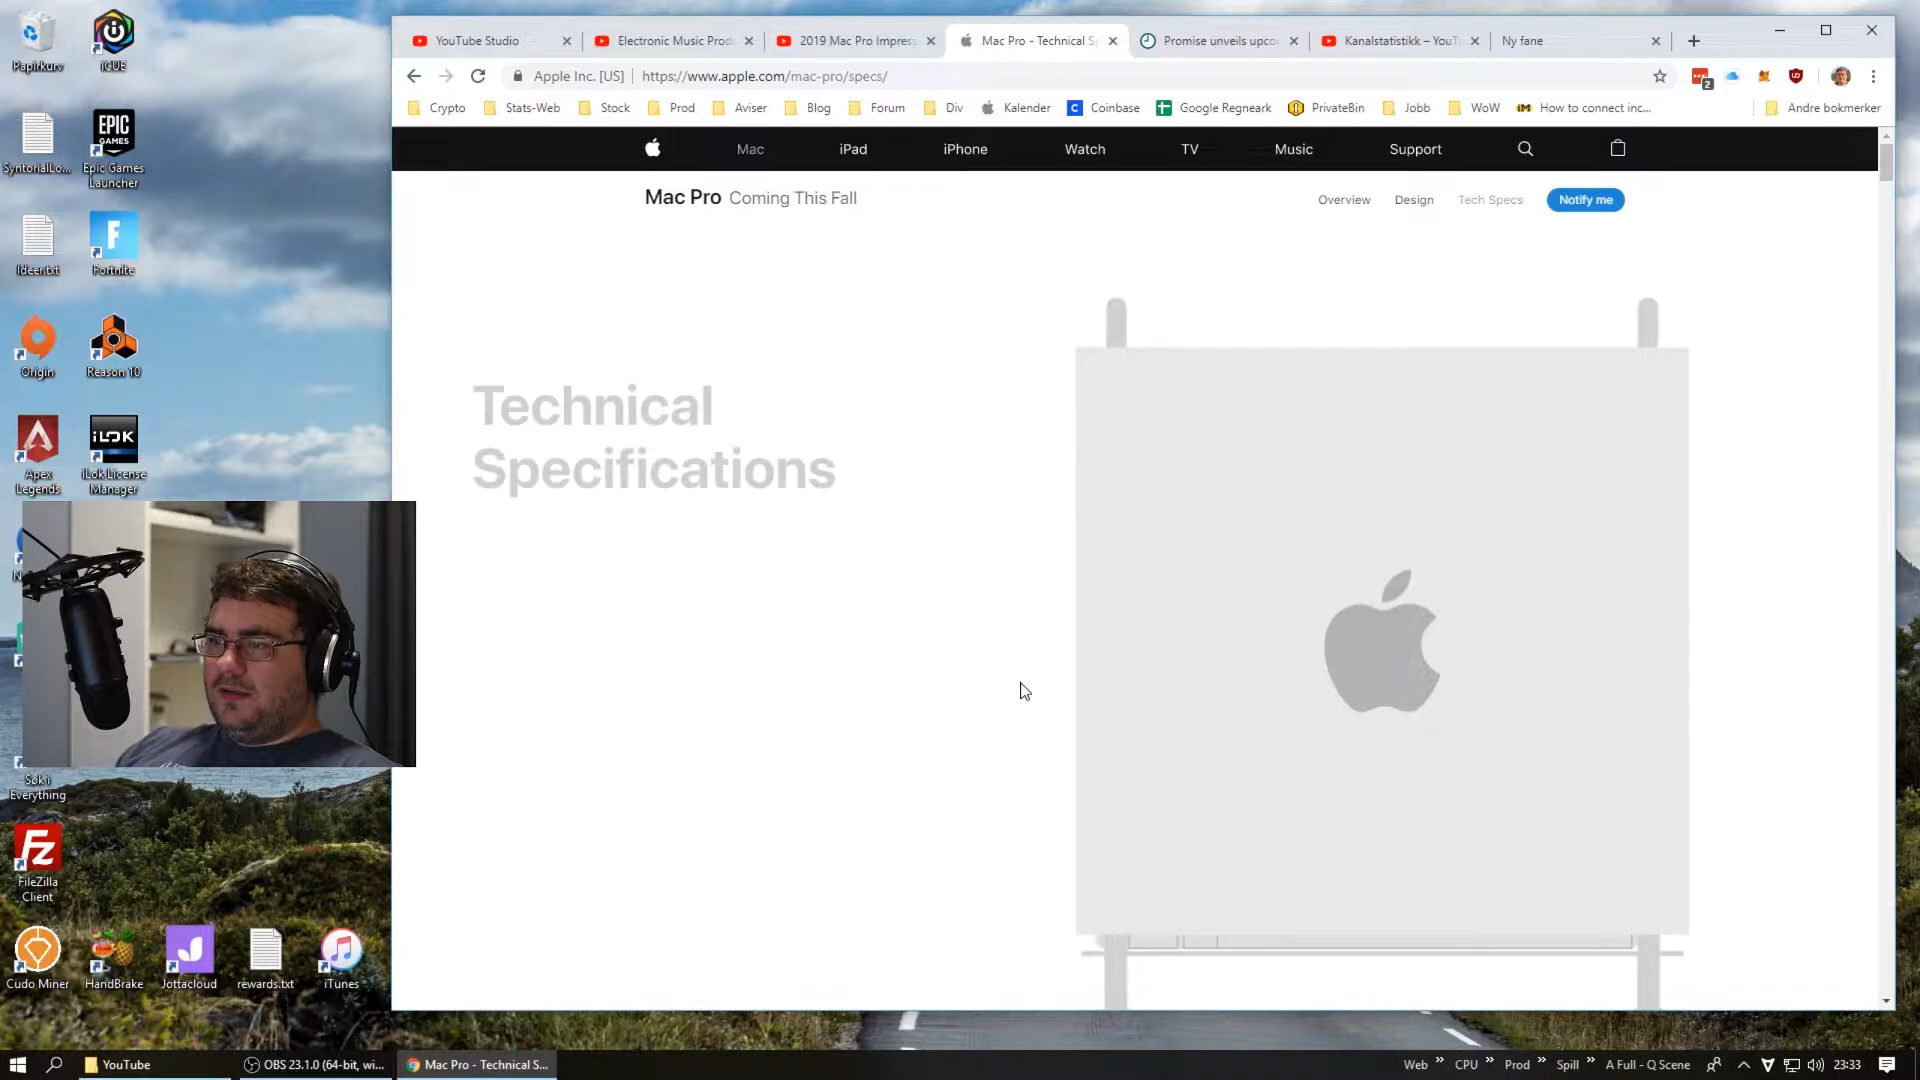 Papirkurv
iCUE
SyntorialLo...
Epic Games
Launcher
EPIC
GAMES
Ideer.txt
Fortnite
Origin
Reason 10
iLOK
Apex
Legends
iLok License
Manager
Søk i
Everything
FileZilla
Client
Cudo Miner
HandBrake
Jottacloud
rewards.txt
iTunes
YouTube Studio
Electronic Music Prod
2019 Mac Pro Impress
Mac Pro - Technical S
Promise unveils upco
Kanalstatistikk – YouT
Ny fane
Apple Inc. [US]
https://www.apple.com/mac-pro/specs/
2
Crypto
Stats-Web
Stock
Prod
Aviser
Blog
Forum
Div
Kalender
Coinbase
Google Regneark
PrivateBin
Jobb
WoW
How to connect inc...
Andre bokmerker
Mac
iPad
iPhone
Watch
TV
Music
Support
Mac Pro Coming This Fall
Overview
Design
Tech Specs
Notify me
Technical
Specifications
YouTube
OBS 23.1.0 (64-bit, wi...
Mac Pro - Technical S...
Web
CPU
Prod
Spill
A Full - Q Scene
23:33